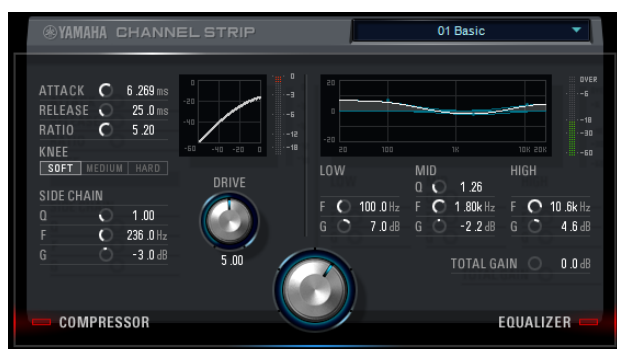 YAMAHA CHANNEL STRIP
01 Basic
ATTACK 6.269 ms
RELEASE 25.0 ms
RATIO 5.20
KNEE
SOFT MEDIUM HARD
SIDE CHAIN
Q 1.00
F 236.0 Hz
G -3.0 dB
0
-20
-40
-60 -40 -20 0
0
-3
-6
-12
-18
DRIVE
5.00
20
0
-20
20 100 1K 10K 20K
OVER
-6
-18
-30
-60
LOW
F 100.0 Hz
G 7.0 dB
MID
Q 1.26
F 1.80k Hz
G -2.2 dB
HIGH
F 10.6k Hz
G 4.6 dB
TOTAL GAIN 0.0 dB
COMPRESSOR
EQUALIZER